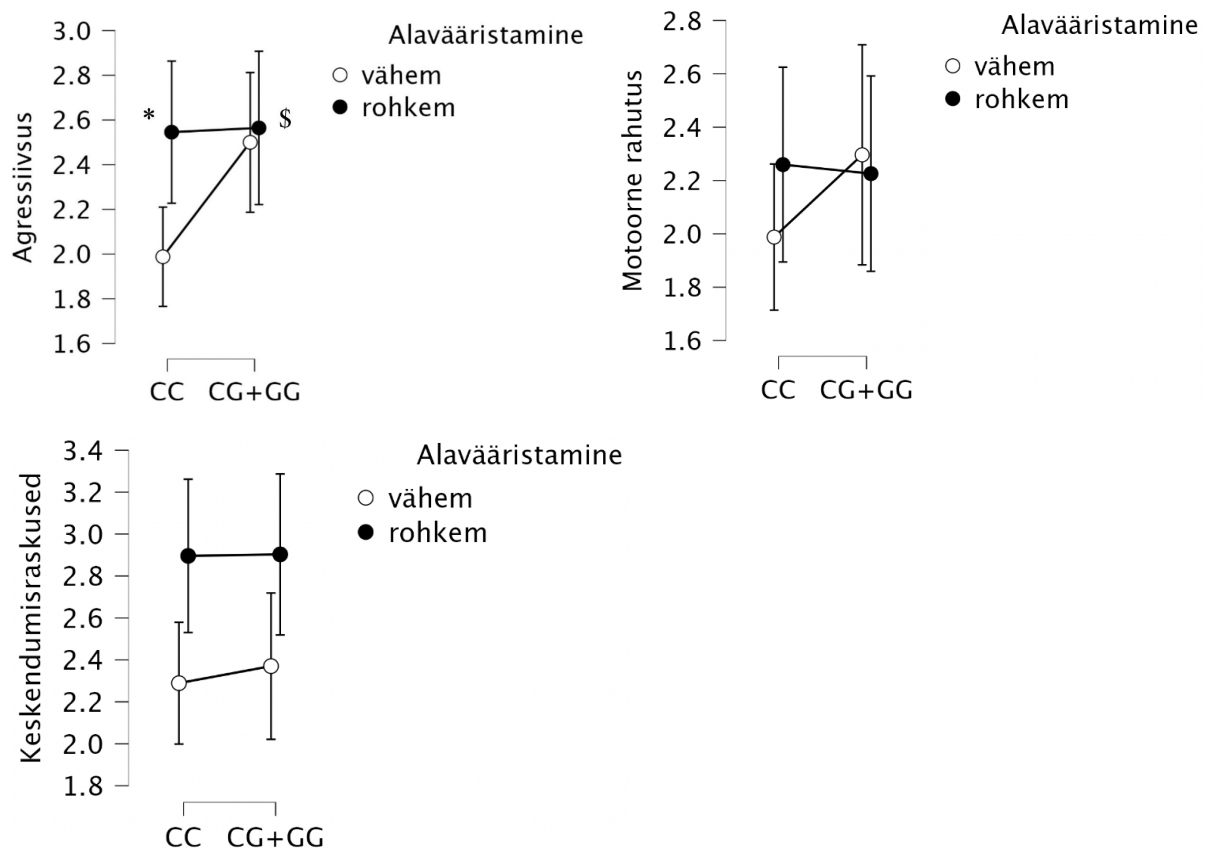 Alavääristamine
vähem
rohkem
Agressiivsus
3.0
2.8
2.6
2.4
2.2
2.0
1.8
1.6
*
$
CC
CG+GG
Alavääristamine
vähem
rohkem
Motoorne rahutus
2.8
2.6
2.4
2.2
2.0
1.8
1.6
CC
CG+GG
Alavääristamine
vähem
rohkem
Keskendumisraskused
3.4
3.2
3.0
2.8
2.6
2.4
2.2
2.0
1.8
CC
CG+GG